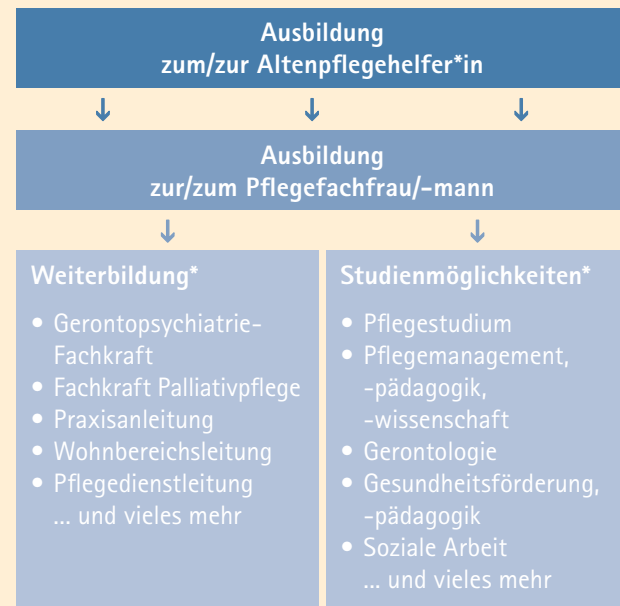 Ausbildung
zum/zur Altenpflegehelfer*in
Ausbildung
zur/zum Pflegefachfrau/-mann
Weiterbildung*
• Gerontopsychiatrie-
Fachkraft
• Fachkraft Palliativpflege
• Praxisanleitung
• Wohnbereichsleitung
• Pflegedienstleitung
... und vieles mehr
Studienmöglichkeiten*
• Pflegestudium
• Pflegemanagement,
-pädagogik,
-wissenschaft
• Gerontologie
• Gesundheitsförderung,
-pädagogik
• Soziale Arbeit
... und vieles mehr